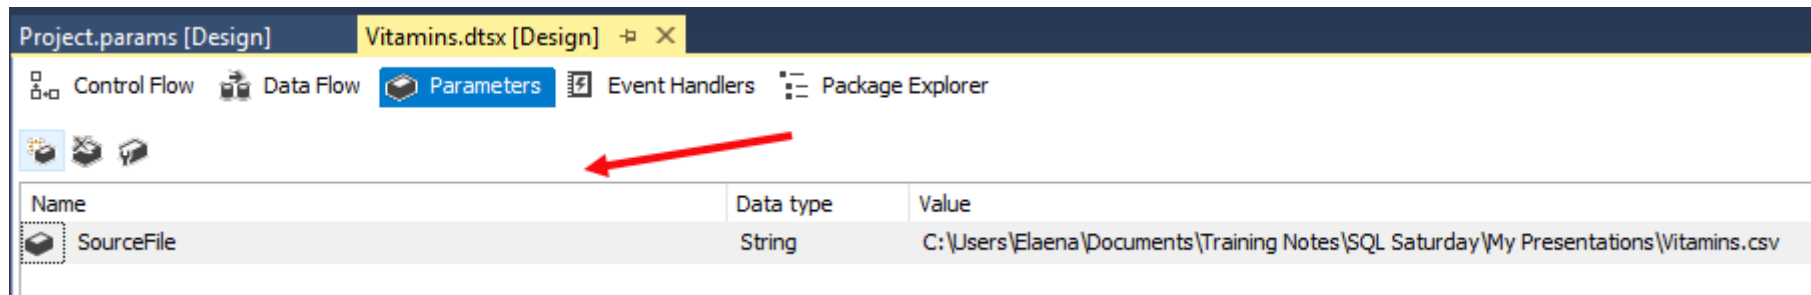 Project.params [Design] Vitamins.dtsx [Design]
Control Flow Data Flow Parameters Event Handlers Package Explorer
Name Data type Value
SourceFile String C:\Users\Elaena\Documents\Training Notes\SQL Saturday\My Presentations\Vitamins.csv